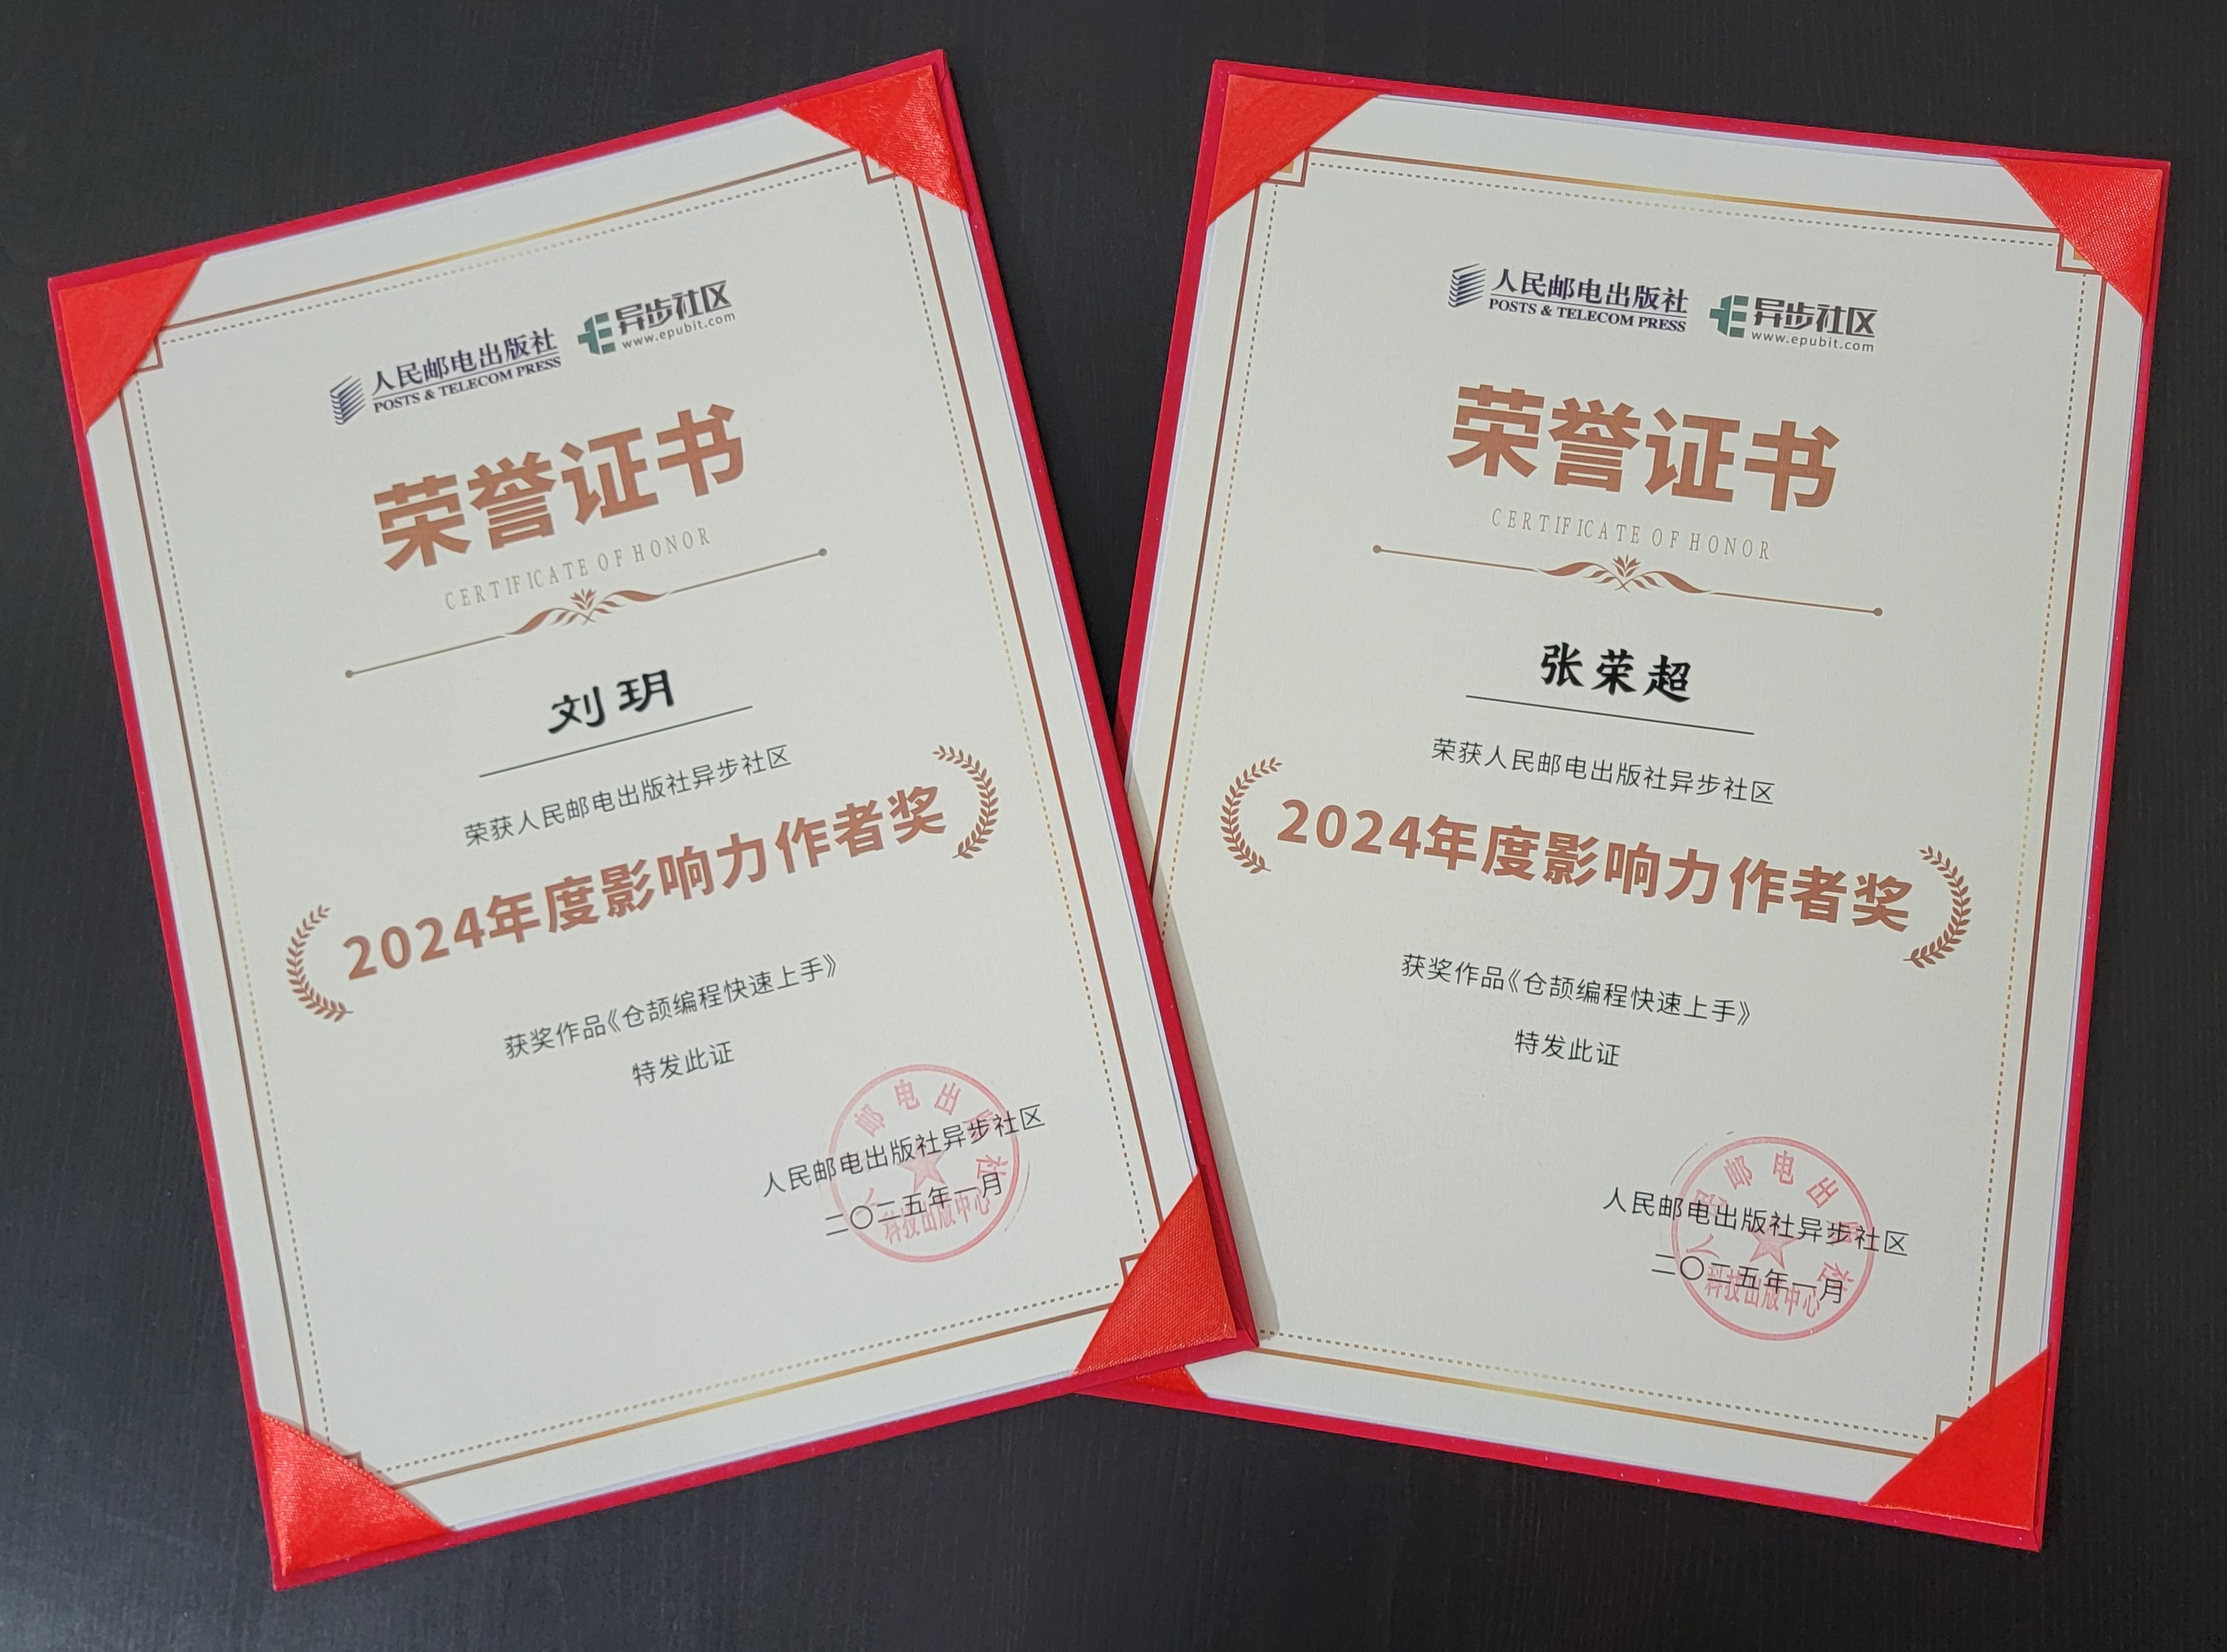 人民邮电出版社
POSTS & TELECOM PRESS
异步社区
www.epubit.com
荣誉证书
CERTIFICATE OF HONOR
刘玥
荣获人民邮电出版社异步社区
2024年度影响力作者奖
获奖作品《仓颉编程快速上手》
特发此证
人民邮电出版社异步社区
二〇二五年一月
科技出版中心
人民邮电出版社
POSTS & TELECOM PRESS
异步社区
www.epubit.com
荣誉证书
CERTIFICATE OF HONOR
张荣超
荣获人民邮电出版社异步社区
2024年度影响力作者奖
获奖作品《仓颉编程快速上手》
特发此证
人民邮电出版社异步社区
二〇二五年一月
人民邮电出版社
科技出版中心